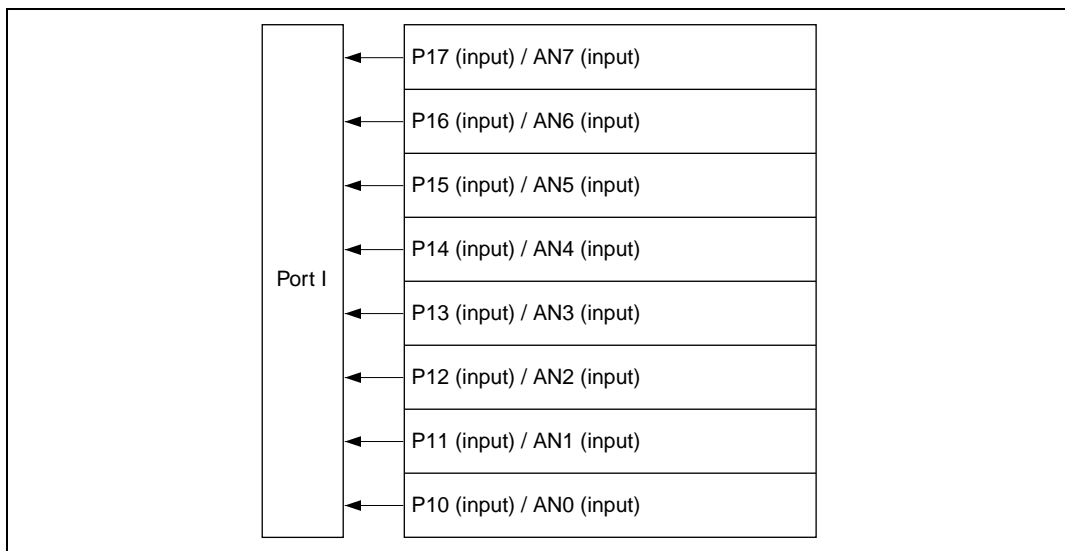 P17 (input) / AN7 (input)
P16 (input) / AN6 (input)
P15 (input) / AN5 (input)
P14 (input) / AN4 (input)
Port I
P13 (input) / AN3 (input)
P12 (input) / AN2 (input)
P11 (input) / AN1 (input)
P10 (input) / AN0 (input)